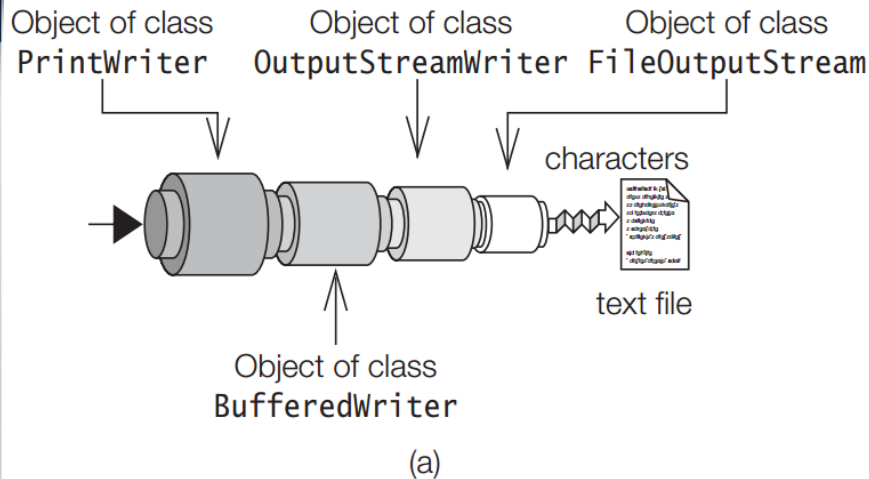 Object of class
PrintWriter
Object of class
OutputStreamWriter
Object of class
FileOutputStream
characters
text file
Object of class
BufferedWriter
(a)